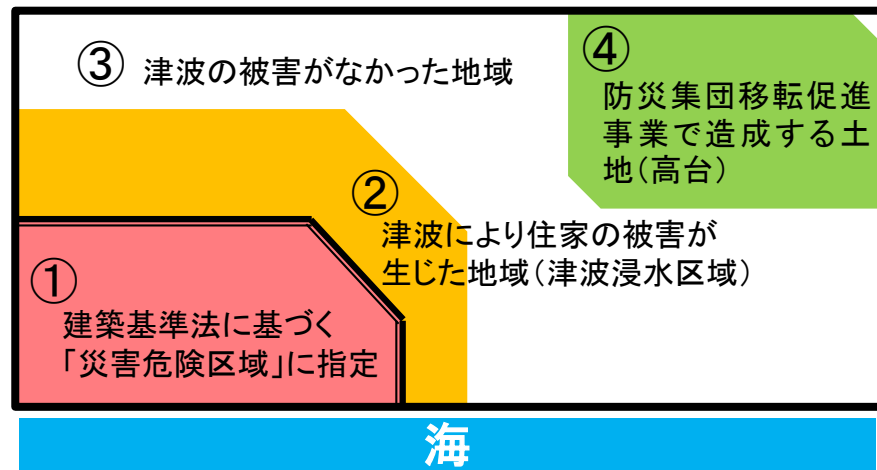 ③ 津波の被害がなかった地域
④
防災集団移転促進
事業で造成する土
地(高台)
②
津波により住家の被害が
生じた地域(津波浸水区域)
①
建築基準法に基づく
「災害危険区域」に指定
海